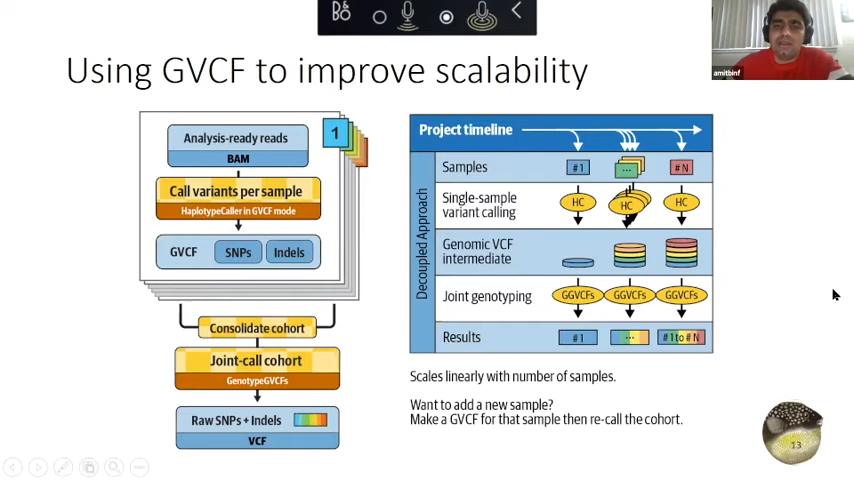 B&O
amitbinf
Using GVCF to improve scalability
1
Analysis-ready reads
BAM
Call variants per sample
HaplotypeCaller in GVCF mode
GVCF
SNPs
Indels
Consolidate cohort
Joint-call cohort
GenotypeGVCFs
Raw SNPs + Indels
VCF
Project timeline
Decoupled Approach
Samples
#1
...
#N
Single-sample
variant calling
HC
HC
HC
Genomic VCF
intermediate
Joint genotyping
GGVCFs
GGVCFs
GGVCFs
Results
#1
...
#1 to #N
Scales linearly with number of samples.
Want to add a new sample?
Make a GVCF for that sample then re-call the cohort.
13